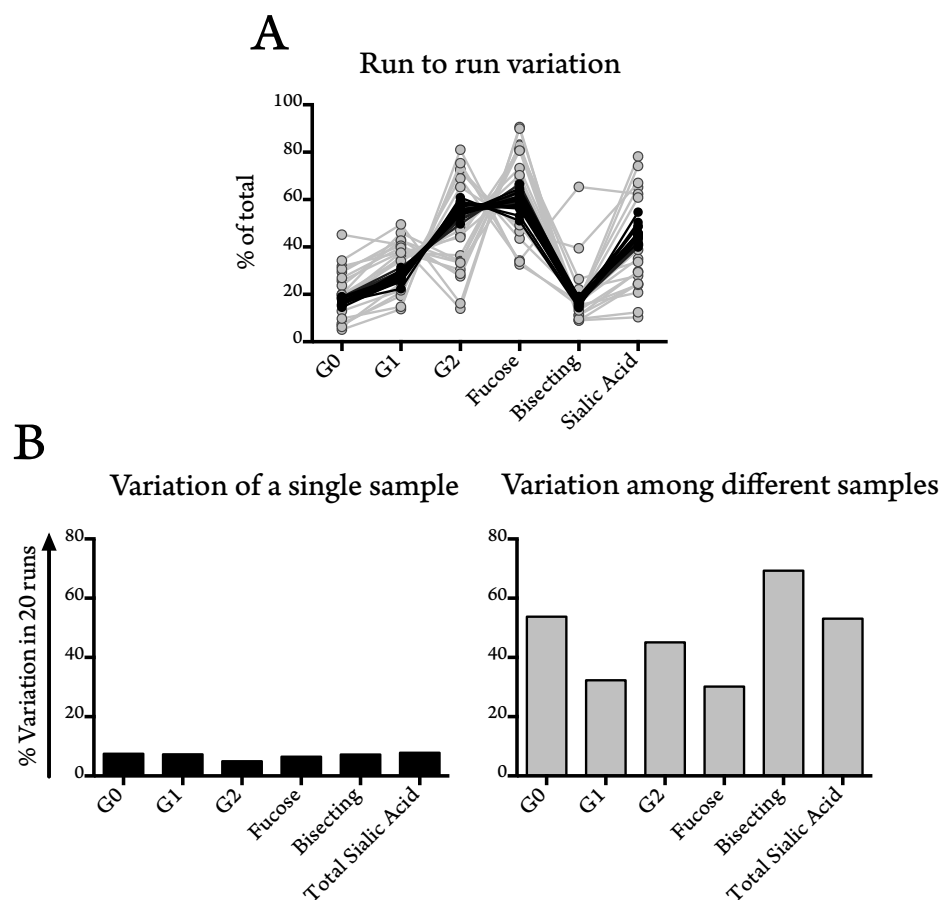 A
Run to run variation
% of total
100
80
60
40
20
0
G0
G1
G2
Fucose
Bisecting
Sialic Acid
B
Variation of a single sample
% Variation in 20 runs
80
60
40
20
0
G0
G1
G2
Fucose
Bisecting
Total Sialic Acid
Variation among different samples
80
60
40
20
0
G0
G1
G2
Fucose
Bisecting
Total Sialic Acid